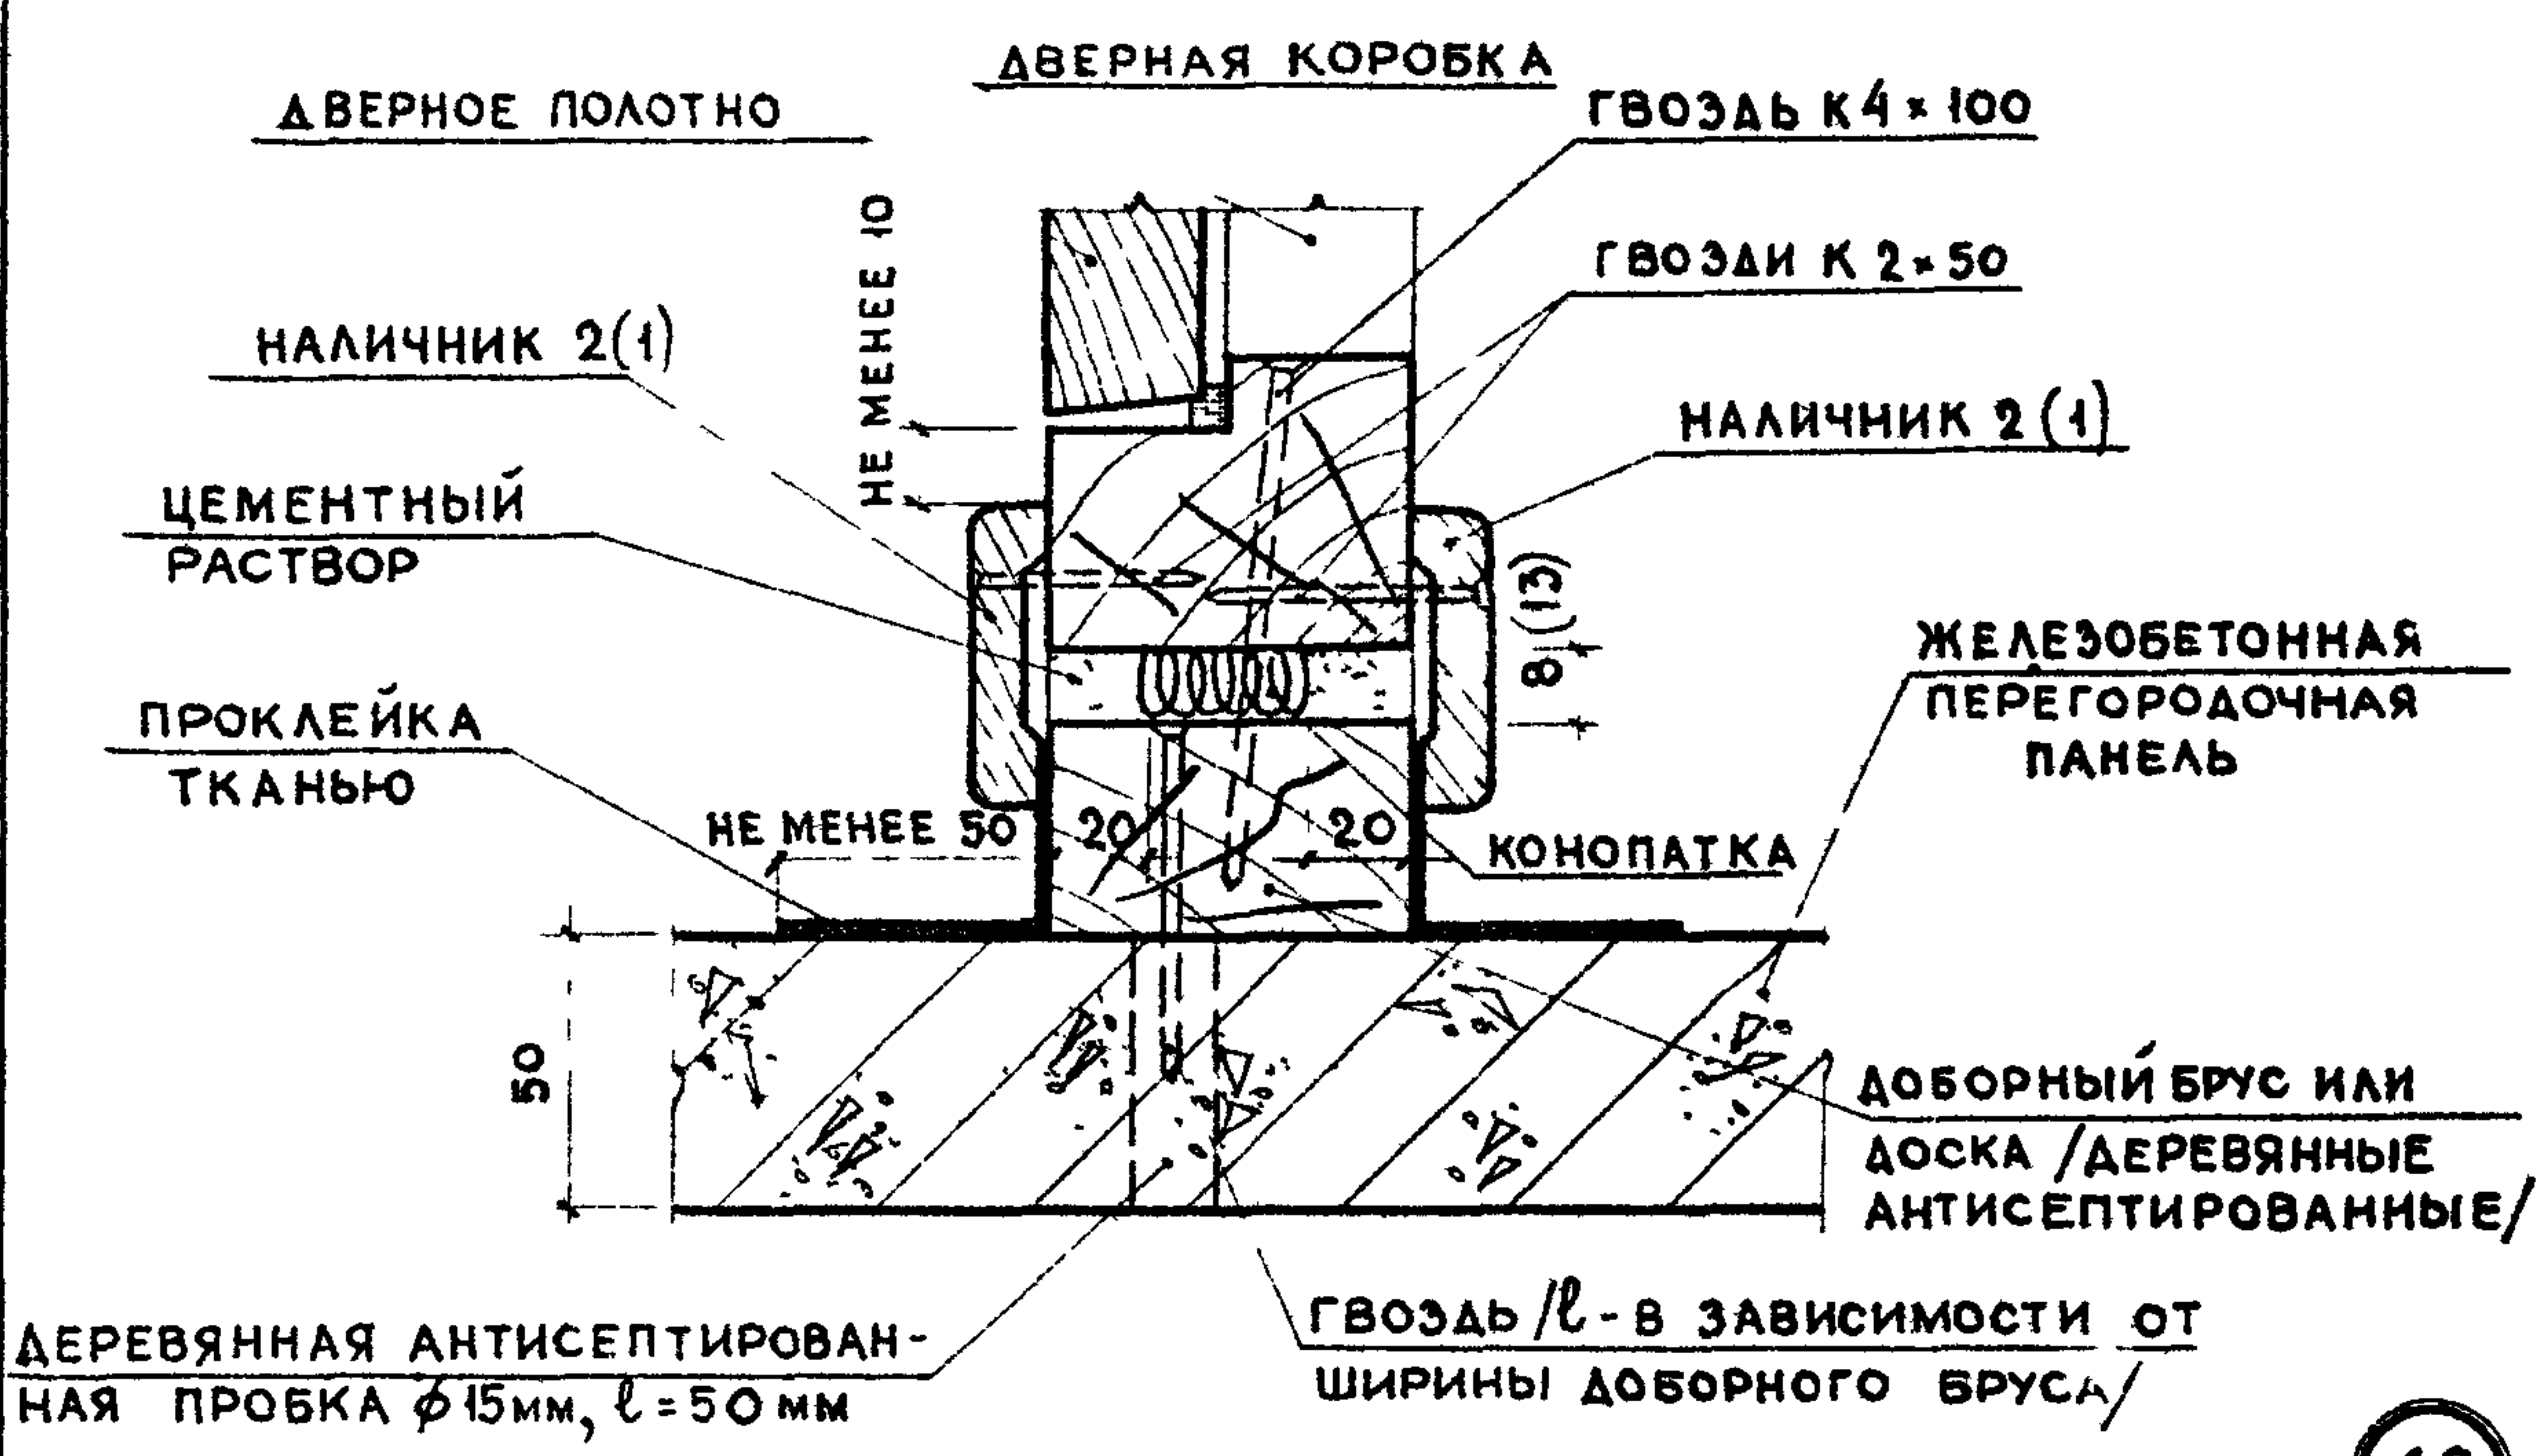 ДВЕРНАЯ КОРОБКА
ДВЕРНОЕ ПОЛОТНО
ГВОЗДЬ К 4×100
НЕ МЕНЕЕ 10
ГВОЗДИ К 2×50
НАЛИЧНИК 2(1)
НАЛИЧНИК 2(1)
ЦЕМЕНТНЫЙ
РАСТВОР
8 (13)
ЖЕЛЕЗОБЕТОННАЯ
ПЕРЕГОРОДОЧНАЯ
ПАНЕЛЬ
ПРОКЛЕЙКА
ТКАНЬЮ
НЕ МЕНЕЕ 50
20
20
КОНОПАТКА
50
ДОБОРНЫЙ БРУС ИЛИ
ДОСКА /ДЕРЕВЯННЫЕ
АНТИСЕПТИРОВАННЫЕ/
ГВОЗДЬ /ℓ - В ЗАВИСИМОСТИ ОТ
ШИРИНЫ ДОБОРНОГО БРУСА/
ДЕРЕВЯННАЯ АНТИСЕПТИРОВАН-
НАЯ ПРОБКА ϕ 15мм, ℓ = 50 мм